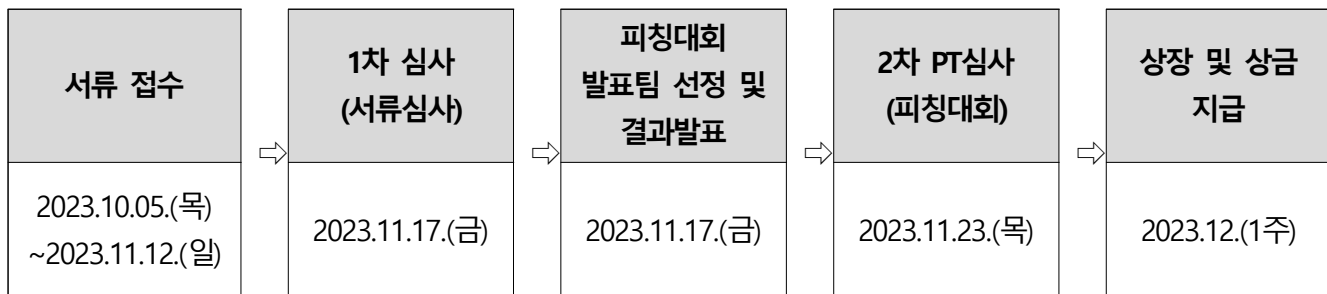 서류 접수
2023.10.05.(목)
~2023.11.12.(일)
⇨
1차 심사
(서류심사)
2023.11.17.(금)
⇨
피칭대회
발표팀 선정 및
결과발표
2023.11.17.(금)
⇨
2차 PT심사
(피칭대회)
2023.11.23.(목)
⇨
상장 및 상금
지급
2023.12.(1주)